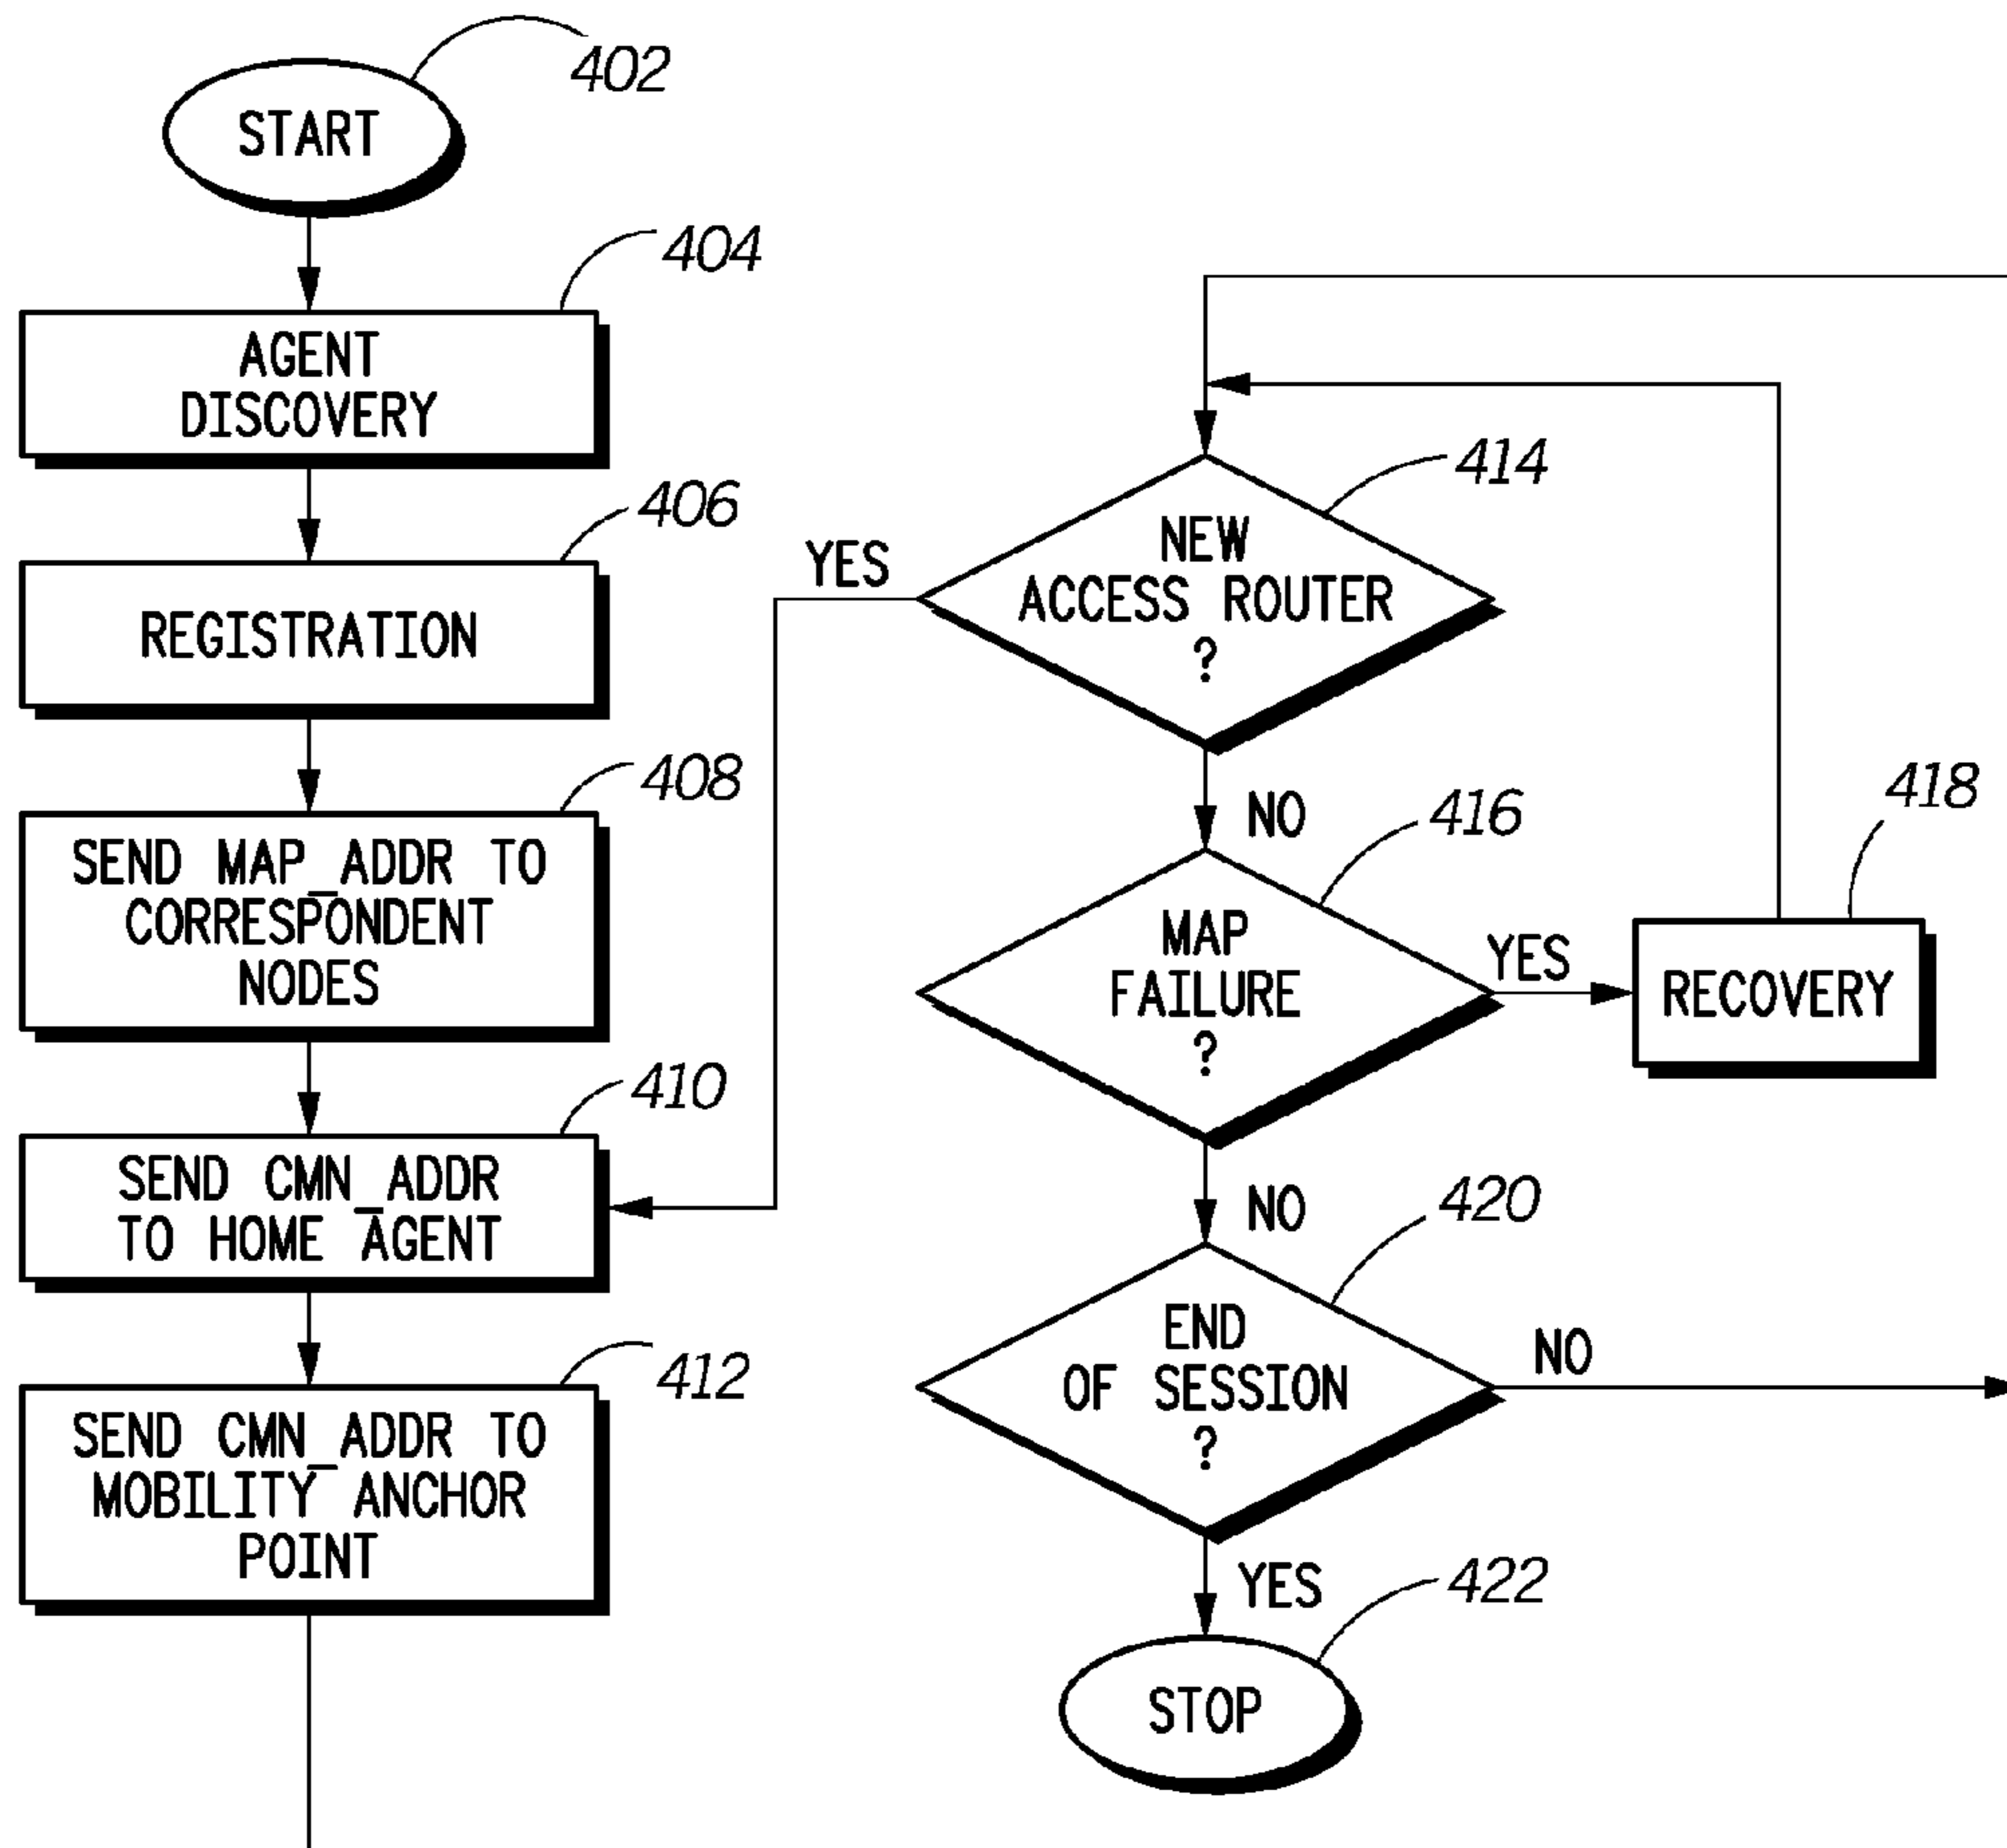 402
START
404
AGENT
DISCOVERY
406
REGISTRATION
408
SEND MAP_ADDR TO
CORRESPONDENT
NODES
410
SEND CMN_ADDR
TO HOME AGENT
412
SEND CMN_ADDR TO
MOBILITY ANCHOR
POINT
414
NEW
ACCESS ROUTER
?
YES
NO
416
MAP
FAILURE
?
YES
418
RECOVERY
NO
420
END
OF SESSION
?
NO
YES
422
STOP